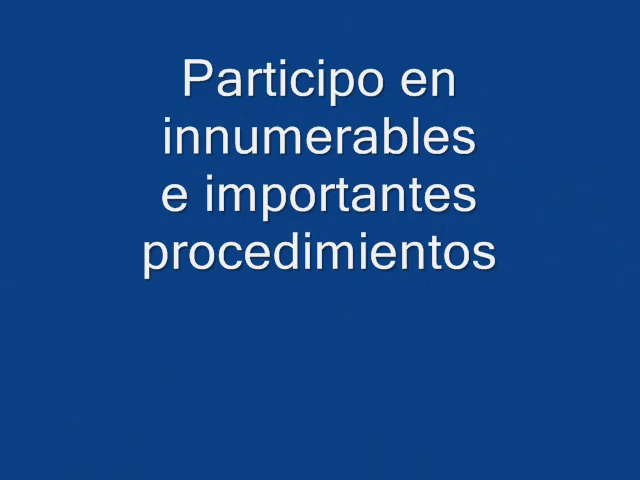 Participo en
innumerables
e importantes
procedimientos